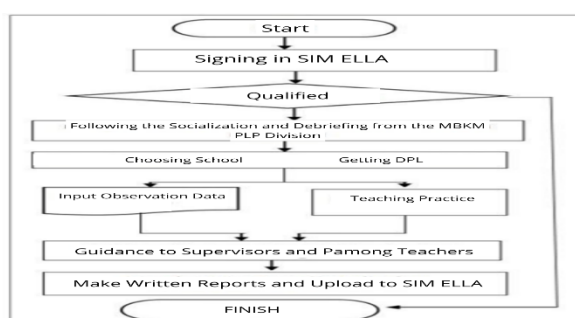 Start
Signing in SIM ELLA
Qualified
Following the Socialization and Debriefing from the MBKM
PLP Division
Choosing School Getting DPL
Input Observation Data
Teaching Practice
Guidance to Supervisors and Pamong Teachers
Make Written Reports and Upload to SIM ELLA
FINISH